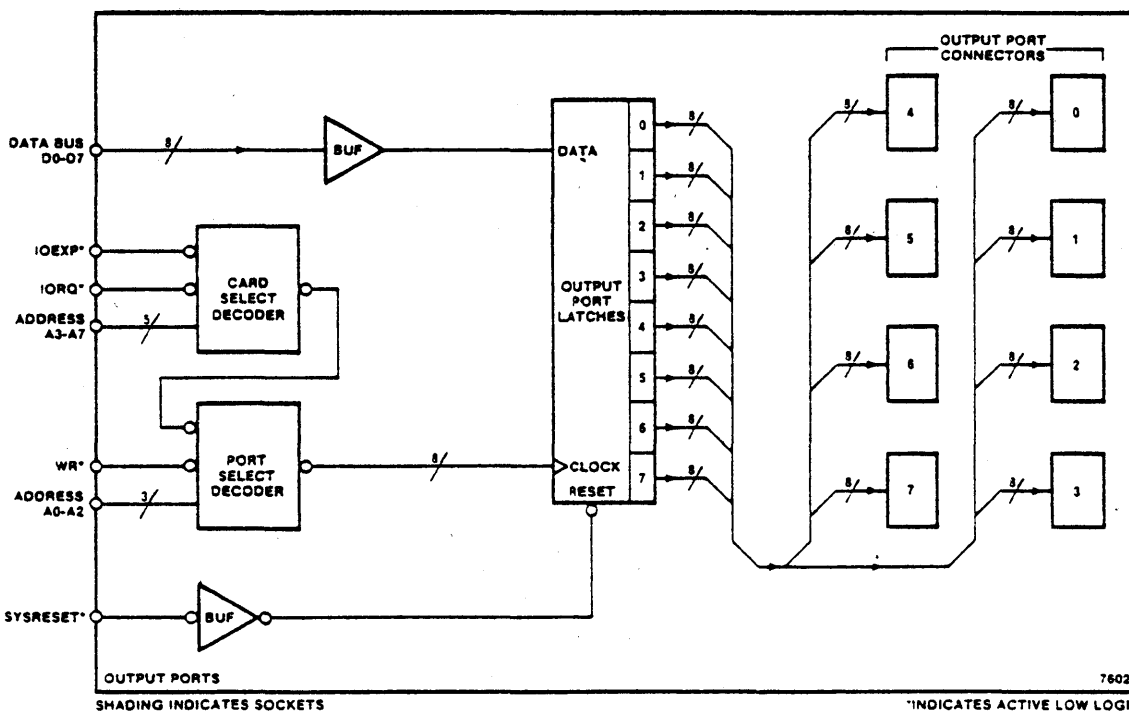 OUTPUT PORT
CONNECTORS
DATA BUS
D0-D7
8
BUF
DATA
0
8
1
8
2
8
3
8
4
8
5
8
6
8
7
8
OUTPUT
PORT
LATCHES
CLOCK
RESET
8
4
8
0
8
5
8
1
8
6
8
2
8
7
8
3
IOEXP*
IORQ*
ADDRESS
A3-A7
5
CARD
SELECT
DECODER
WR*
ADDRESS
A0-A2
3
PORT
SELECT
DECODER
8
SYSRESET*
BUF
OUTPUT PORTS
7602
SHADING INDICATES SOCKETS
*INDICATES ACTIVE LOW LOGI